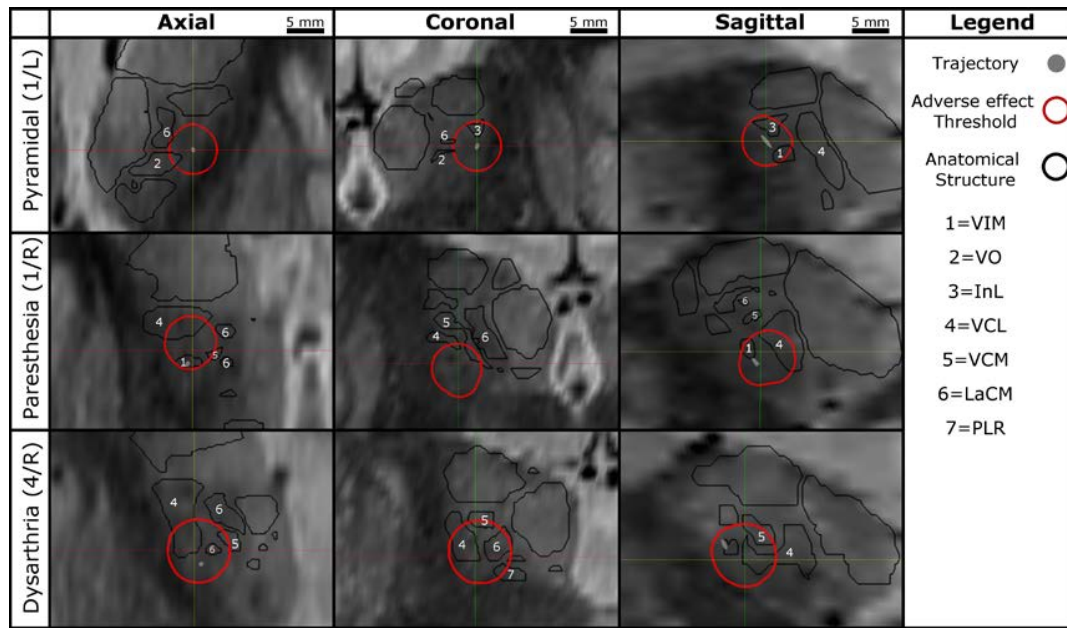 Axial 5 mm Coronal 5 mm Sagittal 5 mm Legend
Pyramidal (1/L)
6
2
6
3
2
3
1
4
Paresthesia (1/R)
4
6
1
5
6
5
4
6
6
5
1
4
Dysarthria (4/R)
4
6
6
5
5
4
6
7
5
4
Trajectory
Adverse effect
Threshold
Anatomical
Structure
1=VIM
2=VO
3=InL
4=VCL
5=VCM
6=LaCM
7=PLR